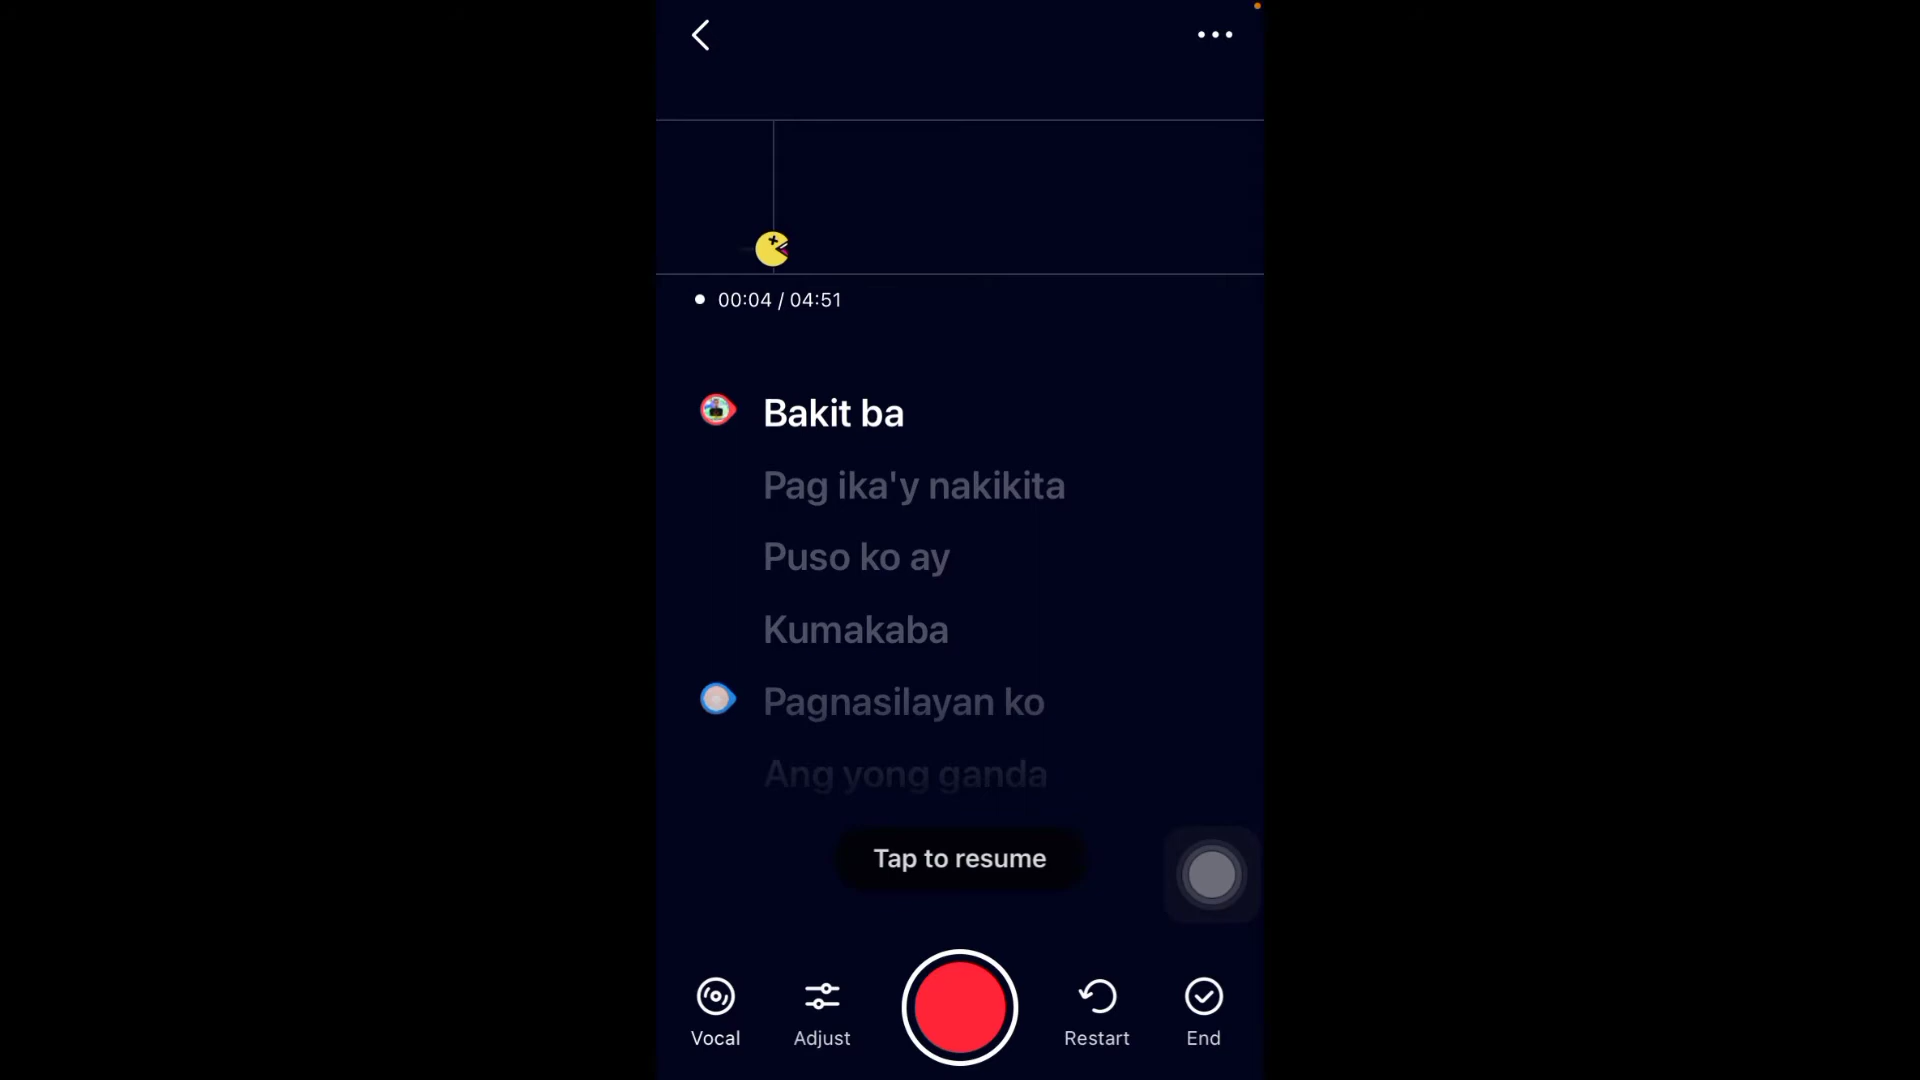 00:04 / 04:51
Bakit ba
Pag ika'y nakikita
Puso ko ay
Kumakaba
Pagnasilayan ko
Ang yong ganda
Tap to resume
Vocal
Adjust
Restart
End